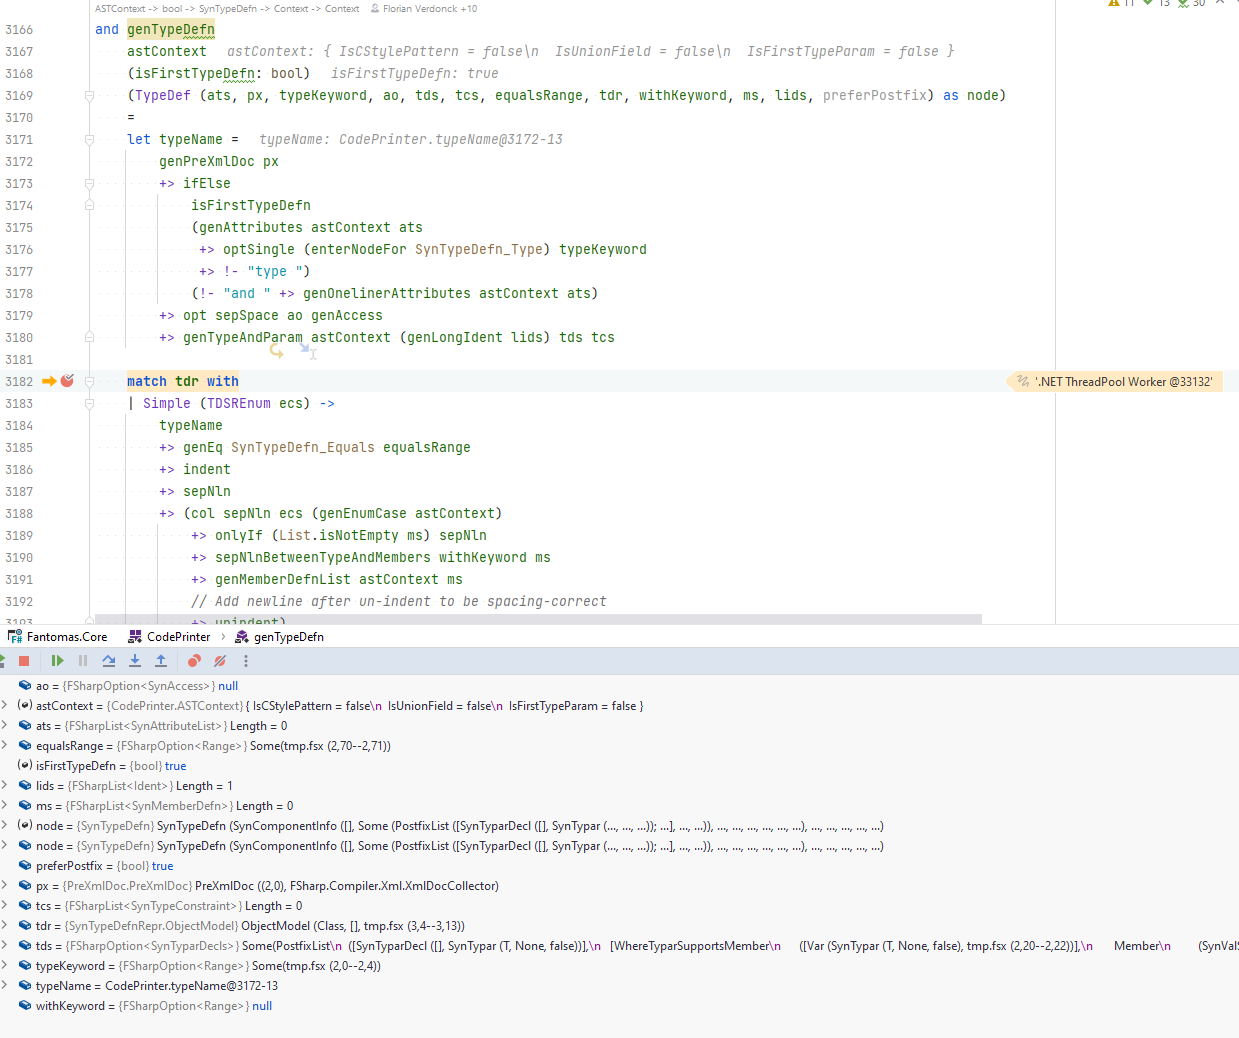 ASTContext -> bool -> SynTypeDefn -> Context -> Context Florian Verdonck +10
11 13 30
3166 and genTypeDefn
3167 astContext astContext: { IsCStylePattern = false\n IsUnionField = false\n IsFirstTypeParam = false }
3168 (isFirstTypeDefn: bool) isFirstTypeDefn: true
3169 (TypeDef (ats, px, typeKeyword, ao, tds, tcs, equalsRange, tdr, withKeyword, ms, lids, preferPostfix) as node)
3170 =
3171 let typeName = typeName: CodePrinter.typeName@3172-13
3172 genPreXmlDoc px
3173 +> ifElse
3174 isFirstTypeDefn
3175 (genAttributes astContext ats
3176 +> optSingle (enterNodeFor SynTypeDefn_Type) typeKeyword
3177 +> !- "type ")
3178 (!- "and " +> genOnelinerAttributes astContext ats)
3179 +> opt sepSpace ao genAccess
3180 +> genTypeAndParam astContext (genLongIdent lids) tds tcs
3181
3182 match tdr with '.NET ThreadPool Worker @33132'
3183 | Simple (TDSREnum ecs) ->
3184 typeName
3185 +> genEq SynTypeDefn_Equals equalsRange
3186 +> indent
3187 +> sepNln
3188 +> (col sepNln ecs (genEnumCase astContext)
3189 +> onlyIf (List.isNotEmpty ms) sepNln
3190 +> sepNlnBetweenTypeAndMembers withKeyword ms
3191 +> genMemberDefnList astContext ms
3192 // Add newline after un-indent to be spacing-correct
3193 +> unindent)
Fantomas.Core CodePrinter > genTypeDefn
ao = {FSharpOption<SynAccess>} null
astContext = {CodePrinter.ASTContext} { IsCStylePattern = false\n IsUnionField = false\n IsFirstTypeParam = false }
ats = {FSharpList<SynAttributeList>} Length = 0
equalsRange = {FSharpOption<Range>} Some(tmp.fsx (2,70--2,71))
isFirstTypeDefn = {bool} true
lids = {FSharpList<Ident>} Length = 1
ms = {FSharpList<SynMemberDefn>} Length = 0
node = {SynTypeDefn} SynTypeDefn (SynComponentInfo ([], Some (PostfixList ([SynTyparDecl ([], SynTypar (..., ..., ...)); ...], ..., ...)), ..., ..., ..., ..., ..., ...), ..., ..., ..., ..., ...)
node = {SynTypeDefn} SynTypeDefn (SynComponentInfo ([], Some (PostfixList ([SynTyparDecl ([], SynTypar (..., ..., ...)); ...], ..., ...)), ..., ..., ..., ..., ..., ...), ..., ..., ..., ..., ...)
preferPostfix = {bool} true
px = {PreXmlDoc.PreXmlDoc} PreXmlDoc ((2,0), FSharp.Compiler.Xml.XmlDocCollector)
tcs = {FSharpList<SynTypeConstraint>} Length = 0
tdr = {SynTypeDefnRepr.ObjectModel} ObjectModel (Class, [], tmp.fsx (3,4--3,13))
tds = {FSharpOption<SynTyparDecls>} Some(PostfixList\n ([SynTyparDecl ([], SynTypar (T, None, false))],\n [WhereTyparSupportsMember\n ([Var (SynTypar (T, None, false), tmp.fsx (2,20--2,22))],\n Member\n (SynValS
typeKeyword = {FSharpOption<Range>} Some(tmp.fsx (2,0--2,4))
typeName = CodePrinter.typeName@3172-13
withKeyword = {FSharpOption<Range>} null